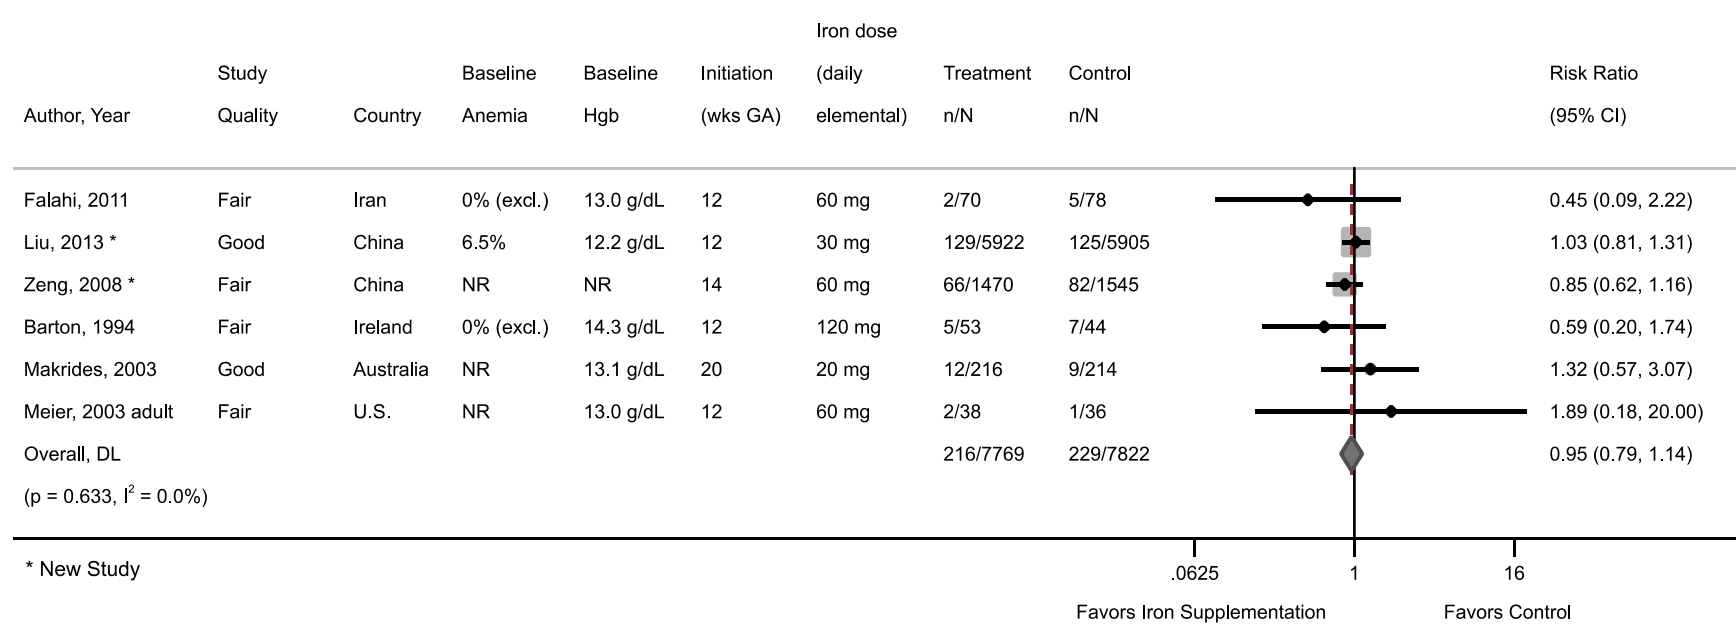 Iron dose
Study Baseline Baseline Initiation (daily Treatment Control Risk Ratio
Author, Year Quality Country Anemia Hgb (wks GA) elemental) n/N n/N (95% CI)
Falahi, 2011 Fair Iran 0% (excl.) 13.0 g/dL 12 60 mg 2/70 5/78 0.45 (0.09, 2.22)
Liu, 2013 * Good China 6.5% 12.2 g/dL 12 30 mg 129/5922 125/5905 1.03 (0.81, 1.31)
Zeng, 2008 * Fair China NR NR 14 60 mg 66/1470 82/1545 0.85 (0.62, 1.16)
Barton, 1994 Fair Ireland 0% (excl.) 14.3 g/dL 12 120 mg 5/53 7/44 0.59 (0.20, 1.74)
Makrides, 2003 Good Australia NR 13.1 g/dL 20 20 mg 12/216 9/214 1.32 (0.57, 3.07)
Meier, 2003 adult Fair U.S. NR 13.0 g/dL 12 60 mg 2/38 1/36 1.89 (0.18, 20.00)
Overall, DL 216/7769 229/7822 0.95 (0.79, 1.14)
(p = 0.633, I² = 0.0%)
* New Study .0625 1 16
Favors Iron Supplementation Favors Control